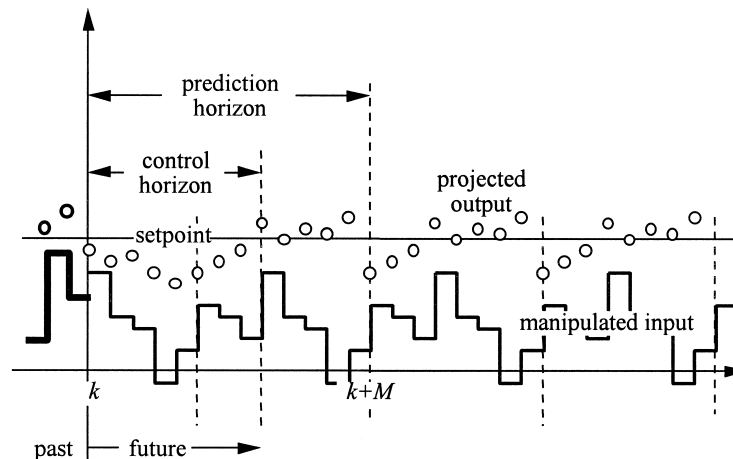 prediction
horizon
control
horizon
projected
output
setpoint
manipulated input
k
k+M
past
future